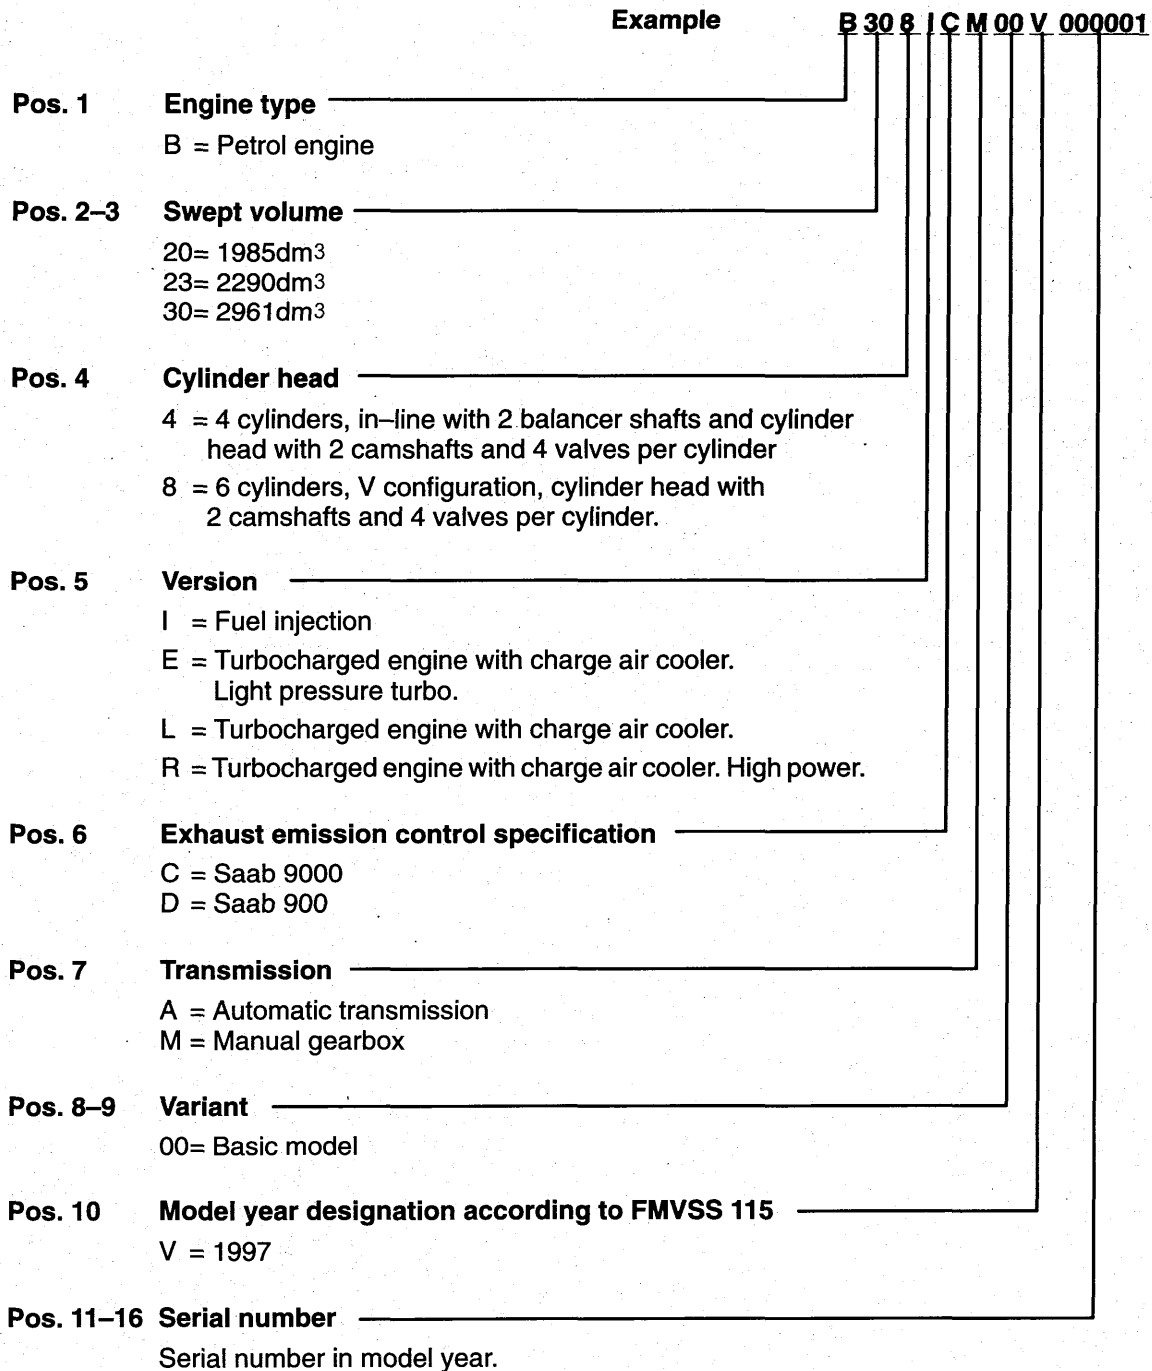 Example B 30 8 I C M 00 V 000001
Pos. 1 Engine type
B = Petrol engine
Pos. 2–3 Swept volume
20= 1985dm3
23= 2290dm3
30= 2961dm3
Pos. 4 Cylinder head
4 = 4 cylinders, in–line with 2 balancer shafts and cylinder
head with 2 camshafts and 4 valves per cylinder
8 = 6 cylinders, V configuration, cylinder head with
2 camshafts and 4 valves per cylinder.
Pos. 5 Version
I = Fuel injection
E = Turbocharged engine with charge air cooler.
Light pressure turbo.
L = Turbocharged engine with charge air cooler.
R = Turbocharged engine with charge air cooler. High power.
Pos. 6 Exhaust emission control specification
C = Saab 9000
D = Saab 900
Pos. 7 Transmission
A = Automatic transmission
M = Manual gearbox
Pos. 8–9 Variant
00= Basic model
Pos. 10 Model year designation according to FMVSS 115
V = 1997
Pos. 11–16 Serial number
Serial number in model year.